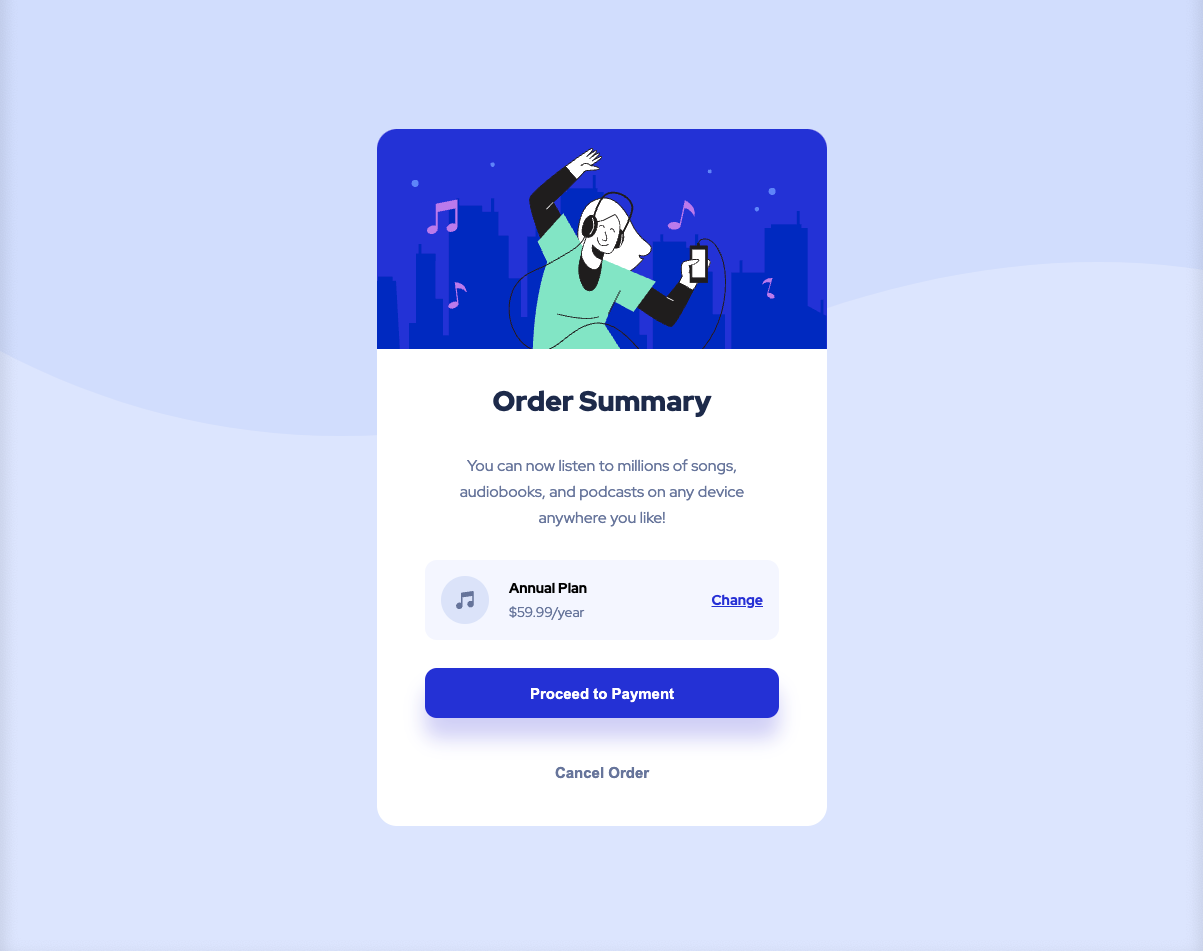 Order Summary
You can now listen to millions of songs,
audiobooks, and podcasts on any device
anywhere you like!
Annual Plan
$59.99/year
Change
Proceed to Payment
Cancel Order